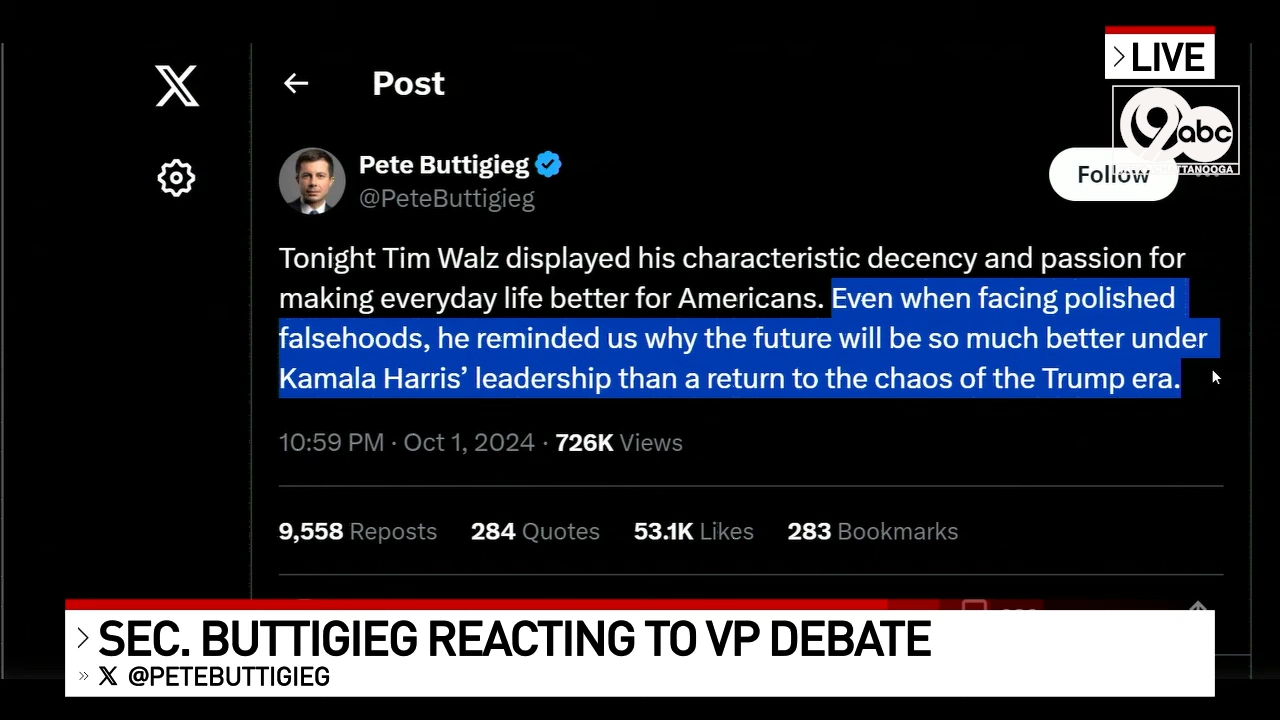 LIVE
9 abc
CHATTANOOGA
X
Post
Pete Buttigieg
@PeteButtigieg
Follow
Tonight Tim Walz displayed his characteristic decency and passion for
making everyday life better for Americans. Even when facing polished
falsehoods, he reminded us why the future will be so much better under
Kamala Harris’ leadership than a return to the chaos of the Trump era.
10:59 PM · Oct 1, 2024 · 726K Views
9,558 Reposts 284 Quotes 53.1K Likes 283 Bookmarks
SEC. BUTTIGIEG REACTING TO VP DEBATE
X @PETEBUTTIGIEG